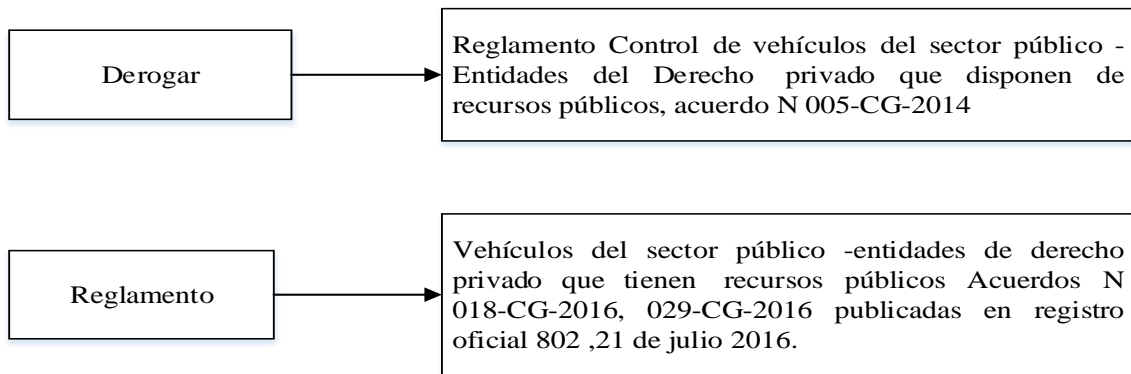 Derogar
Reglamento Control de vehículos del sector público -
Entidades del Derecho privado que disponen de
recursos públicos, acuerdo N 005-CG-2014
Reglamento
Vehículos del sector público -entidades de derecho
privado que tienen recursos públicos Acuerdos N
018-CG-2016, 029-CG-2016 publicadas en registro
oficial 802 ,21 de julio 2016.